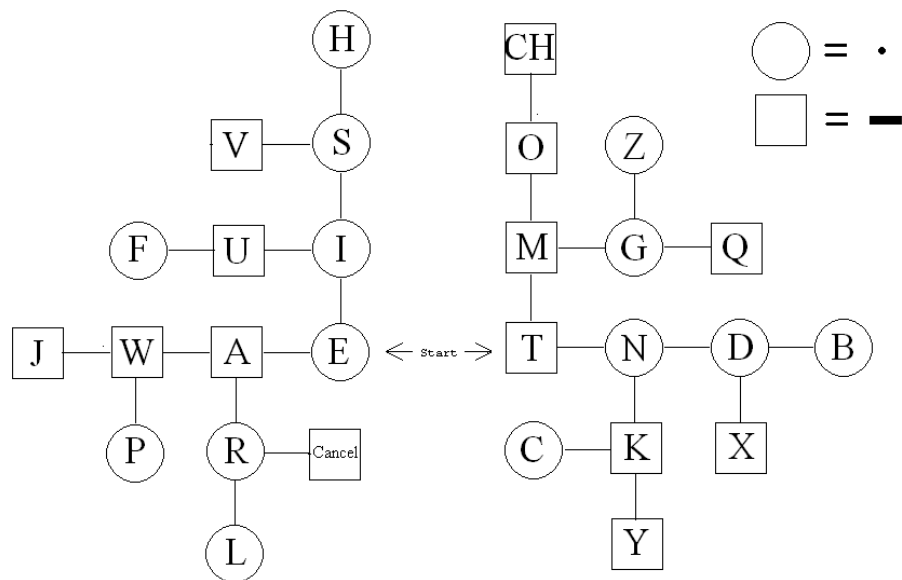 H CH = ·
V S O Z = –
F U I M G Q
J W A E Start T N D B
P R Cancel C K X
L Y